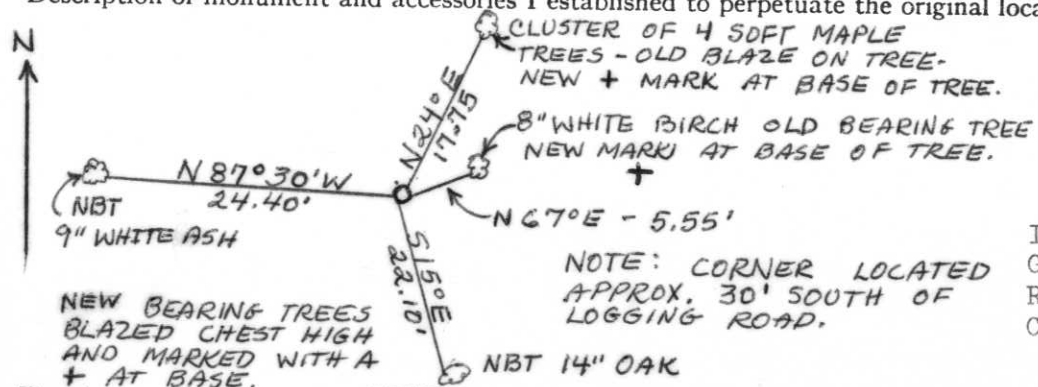 Description of monument and accessories I established to perpetuate the original loca
N
CLUSTER OF 4 SOFT MAPLE
TREES - OLD BLAZE ON TREE-
NEW + MARK AT BASE OF TREE.
N24°E
17.75
8" WHITE BIRCH OLD BEARING TREE
NEW MARK AT BASE OF TREE.
+
N 87°30'W
24.40'
NBT
9" WHITE ASH
N 67°E - 5.55'
S15°E
22.10'
NOTE: CORNER LOCATED
APPROX. 30' SOUTH OF
LOGGING ROAD.
NEW BEARING TREES
BLAZED CHEST HIGH
AND MARKED WITH A
+ AT BASE.
NBT 14" OAK
I
G
R
C